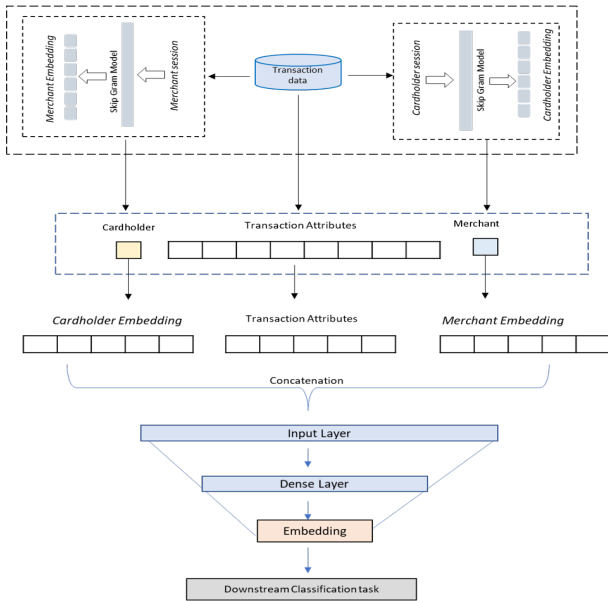 Merchant Embedding
Skip Gram Model
Merchant session
Transaction
data
Cardholder session
Skip Gram Model
Cardholder Embedding
Cardholder
Transaction Attributes
Merchant
Cardholder Embedding
Transaction Attributes
Merchant Embedding
Concatenation
Input Layer
Dense Layer
Embedding
Downstream Classification task